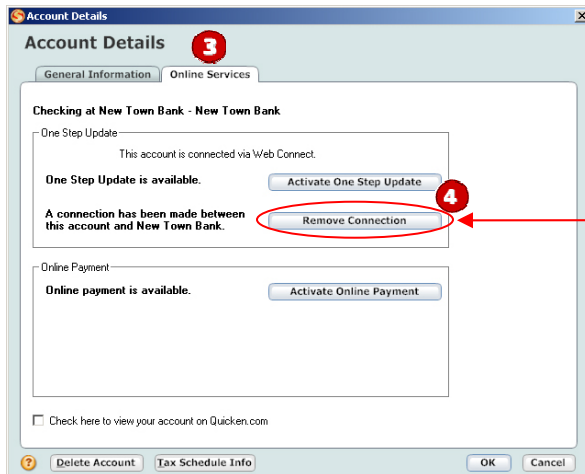 Account Details
Account Details
3
General Information Online Services
Checking at New Town Bank - New Town Bank
One Step Update
This account is connected via Web Connect.
One Step Update is available. Activate One Step Update
4
A connection has been made between
this account and New Town Bank. Remove Connection
Online Payment
Online payment is available. Activate Online Payment
Check here to view your account on Quicken.com
? Delete Account Tax Schedule Info OK Cancel